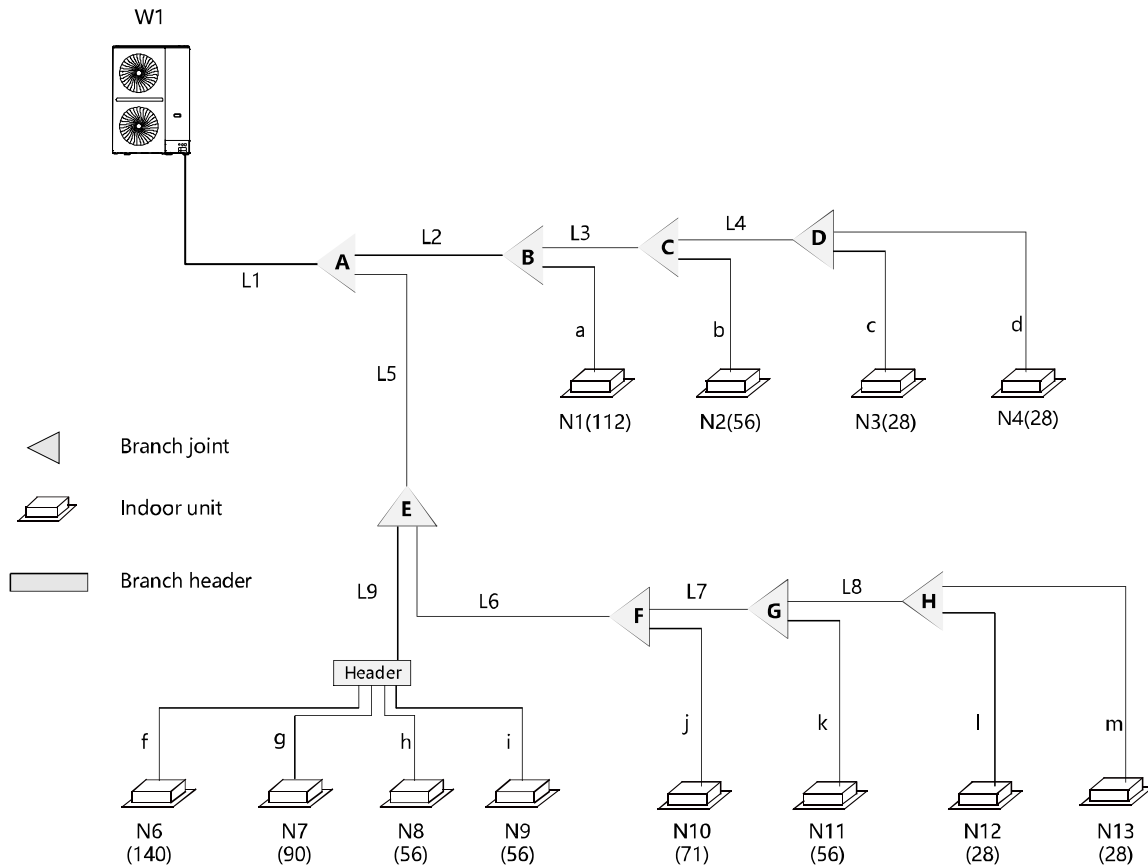 W1
L1
A
L2
B
L3
C
L4
D
a
b
c
d
N1(112)
N2(56)
N3(28)
N4(28)
L5
Branch joint
Indoor unit
Branch header
E
L9
L6
F
L7
G
L8
H
Header
f
g
h
i
j
k
l
m
N6
(140)
N7
(90)
N8
(56)
N9
(56)
N10
(71)
N11
(56)
N12
(28)
N13
(28)